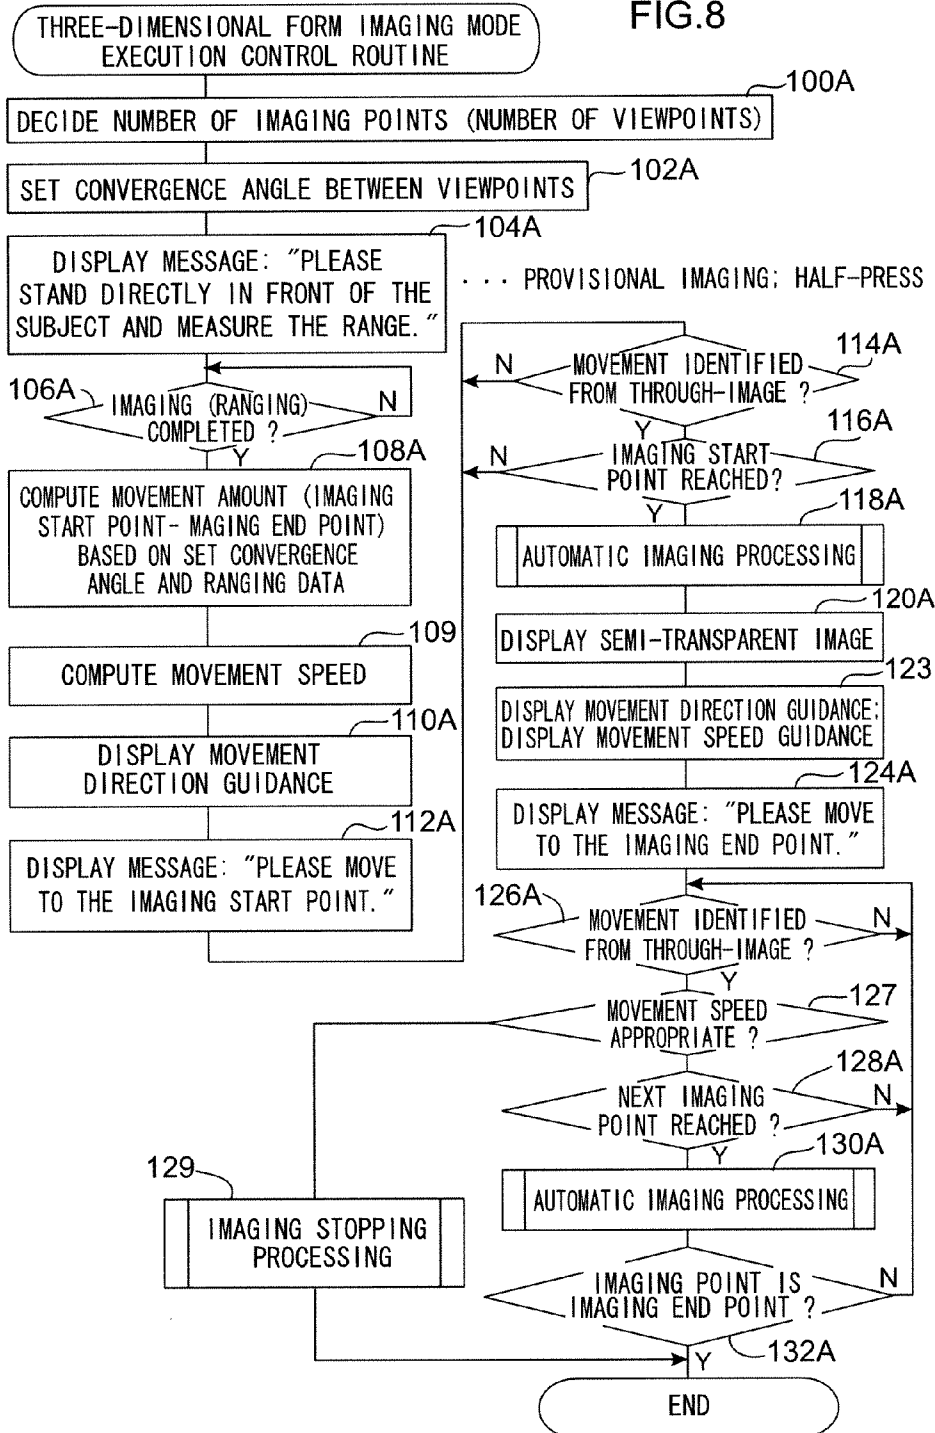 FIG.8
THREE-DIMENSIONAL FORM IMAGING MODE
EXECUTION CONTROL ROUTINE
100A
DECIDE NUMBER OF IMAGING POINTS (NUMBER OF VIEWPOINTS)
102A
SET CONVERGENCE ANGLE BETWEEN VIEWPOINTS
104A
DISPLAY MESSAGE: "PLEASE
STAND DIRECTLY IN FRONT OF THE
SUBJECT AND MEASURE THE RANGE."
... PROVISIONAL IMAGING: HALF-PRESS
106A
IMAGING (RANGING)
COMPLETED ?
N
Y
108A
COMPUTE MOVEMENT AMOUNT (IMAGING
START POINT- MAGING END POINT)
BASED ON SET CONVERGENCE
ANGLE AND RANGING DATA
109
COMPUTE MOVEMENT SPEED
110A
DISPLAY MOVEMENT
DIRECTION GUIDANCE
112A
DISPLAY MESSAGE: "PLEASE MOVE
TO THE IMAGING START POINT."
114A
MOVEMENT IDENTIFIED
FROM THROUGH-IMAGE ?
N
Y
116A
IMAGING START
POINT REACHED?
N
Y
118A
AUTOMATIC IMAGING PROCESSING
120A
DISPLAY SEMI-TRANSPARENT IMAGE
123
DISPLAY MOVEMENT DIRECTION GUIDANCE:
DISPLAY MOVEMENT SPEED GUIDANCE
124A
DISPLAY MESSAGE: "PLEASE MOVE
TO THE IMAGING END POINT."
126A
MOVEMENT IDENTIFIED
FROM THROUGH-IMAGE ?
N
Y
127
MOVEMENT SPEED
APPROPRIATE ?
128A
NEXT IMAGING
POINT REACHED ?
N
Y
129
IMAGING STOPPING
PROCESSING
130A
AUTOMATIC IMAGING PROCESSING
IMAGING POINT IS
IMAGING END POINT ?
N
132A
Y
END